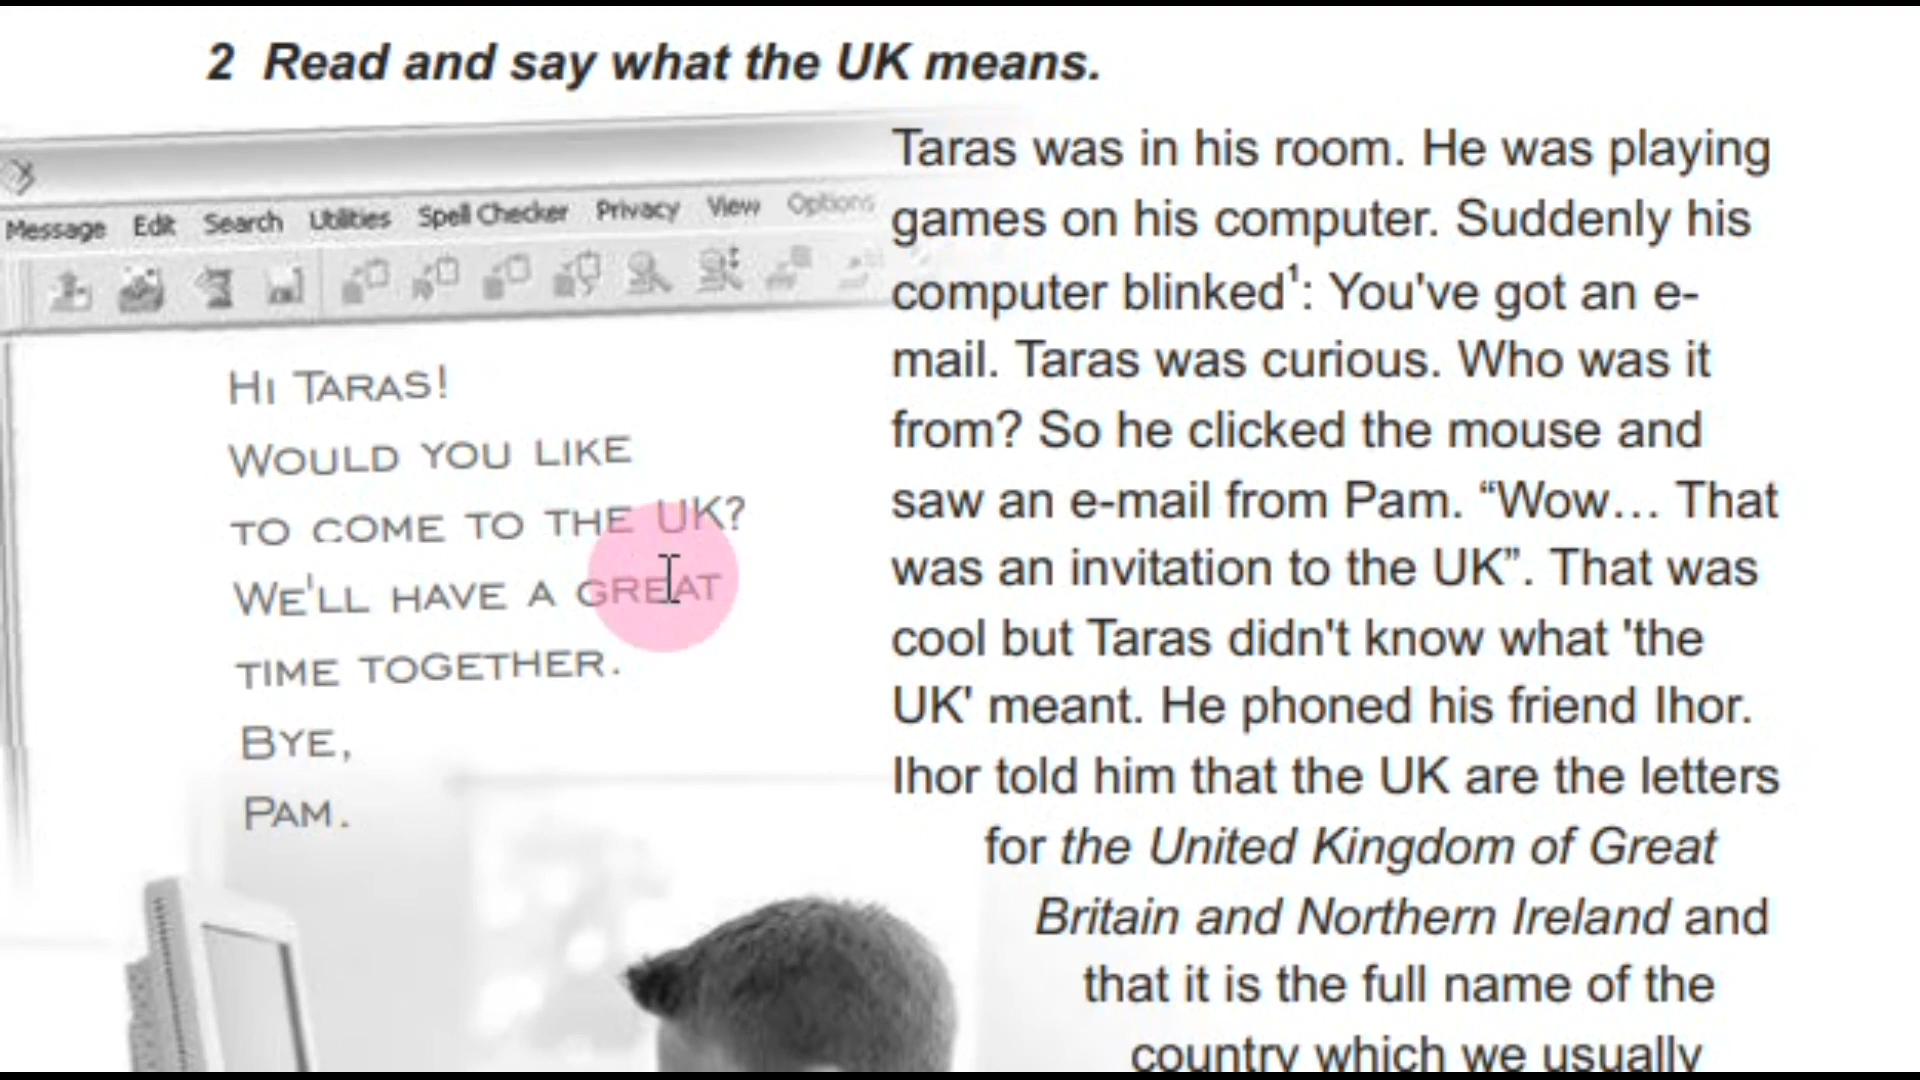 2 Read and say what the UK means.
Message Edit Search Utilities Spell Checker Privacy View Options
HI TARAS!
WOULD YOU LIKE
TO COME TO THE UK?
WE'LL HAVE A GREAT
TIME TOGETHER.
BYE,
PAM.
Taras was in his room. He was playing
games on his computer. Suddenly his
computer blinked¹: You've got an e-
mail. Taras was curious. Who was it
from? So he clicked the mouse and
saw an e-mail from Pam. “Wow... That
was an invitation to the UK”. That was
cool but Taras didn't know what 'the
UK' meant. He phoned his friend Ihor.
Ihor told him that the UK are the letters
for the United Kingdom of Great
Britain and Northern Ireland and
that it is the full name of the
country which we usually